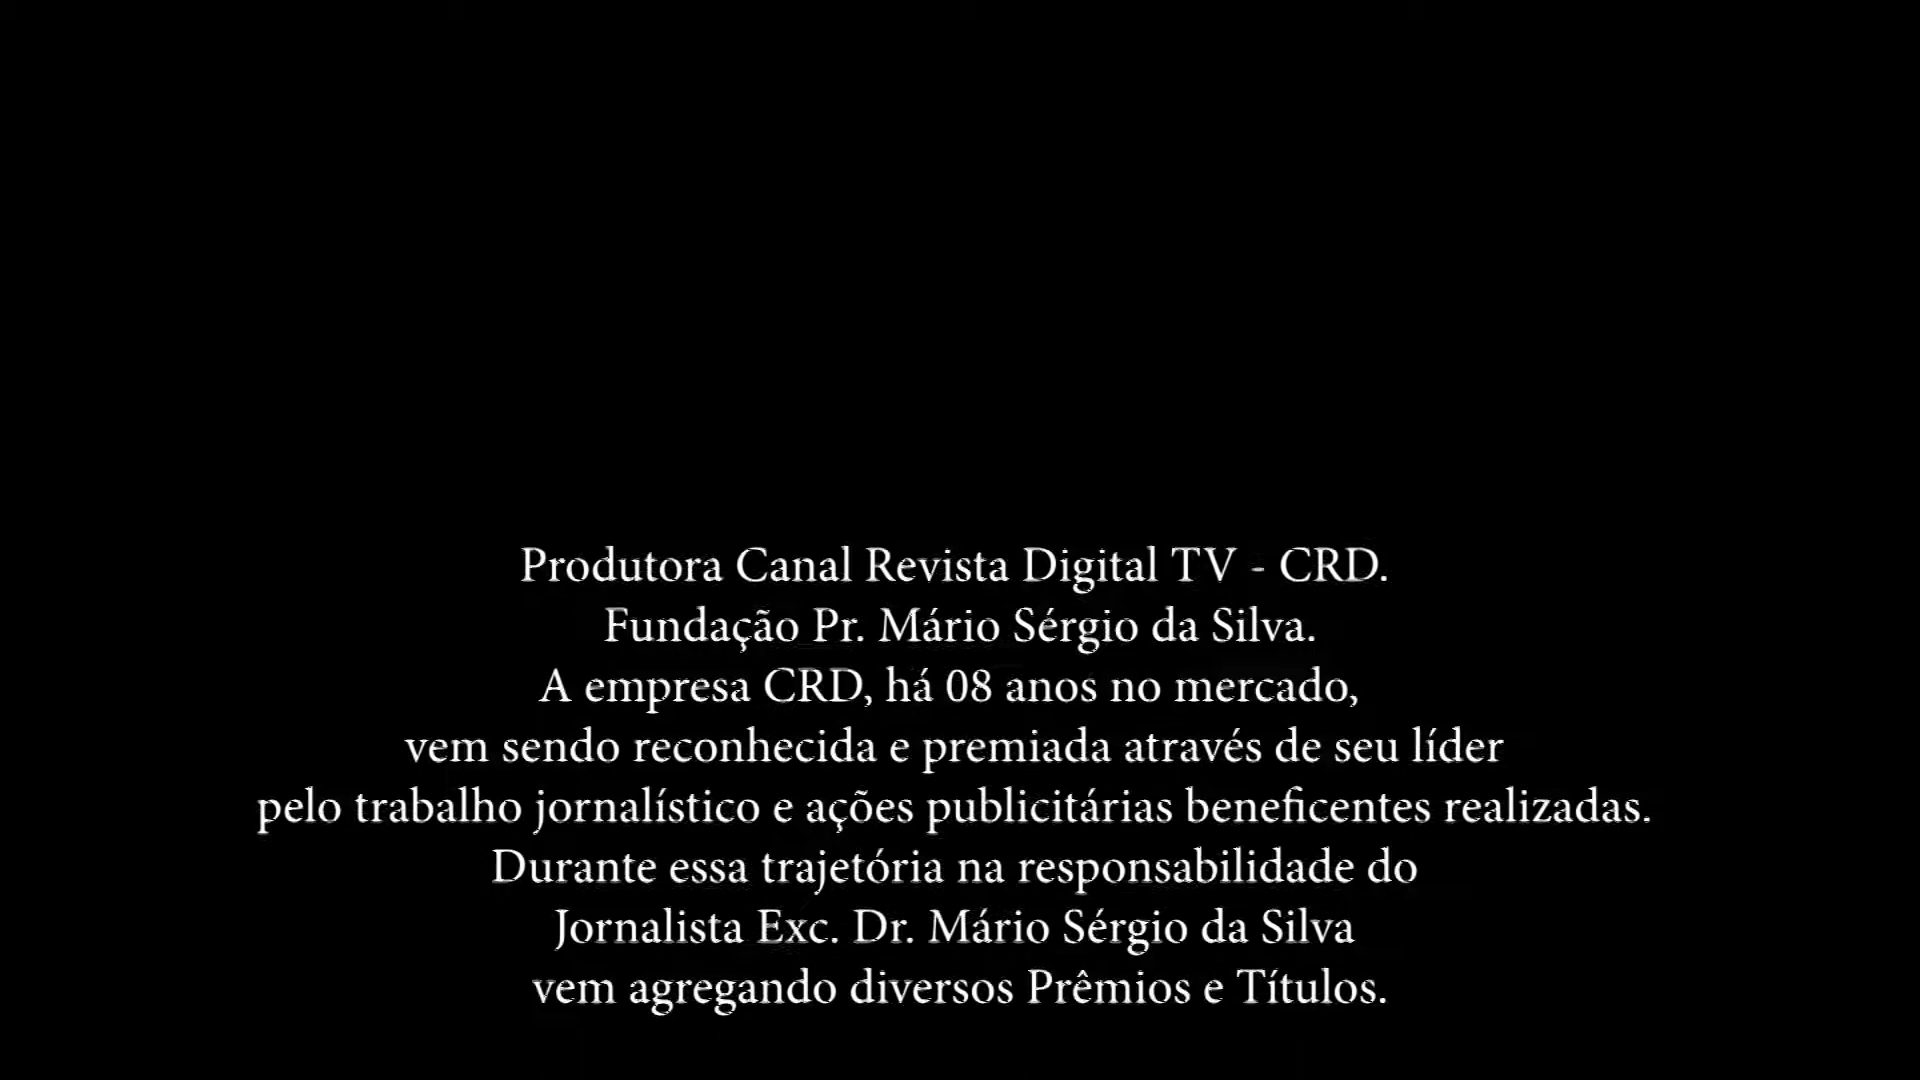 Produtora Canal Revista Digital TV - CRD.
Fundação Pr. Mário Sérgio da Silva.
A empresa CRD, há 08 anos no mercado,
vem sendo reconhecida e premiada através de seu líder
pelo trabalho jornalístico e ações publicitárias beneficentes realizadas.
Durante essa trajetória na responsabilidade do
Jornalista Exc. Dr. Mário Sérgio da Silva
vem agregando diversos Prêmios e Títulos.